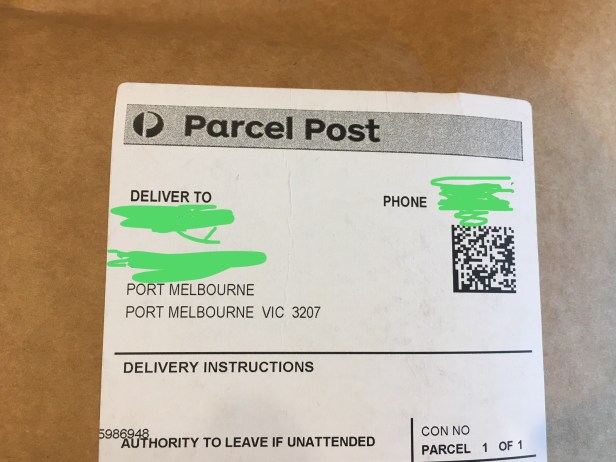 Parcel Post
DELIVER TO
PHONE
PORT MELBOURNE
PORT MELBOURNE VIC 3207
DELIVERY INSTRUCTIONS
5986948
AUTHORITY TO LEAVE IF UNATTENDED
CON NO
PARCEL 1 OF 1